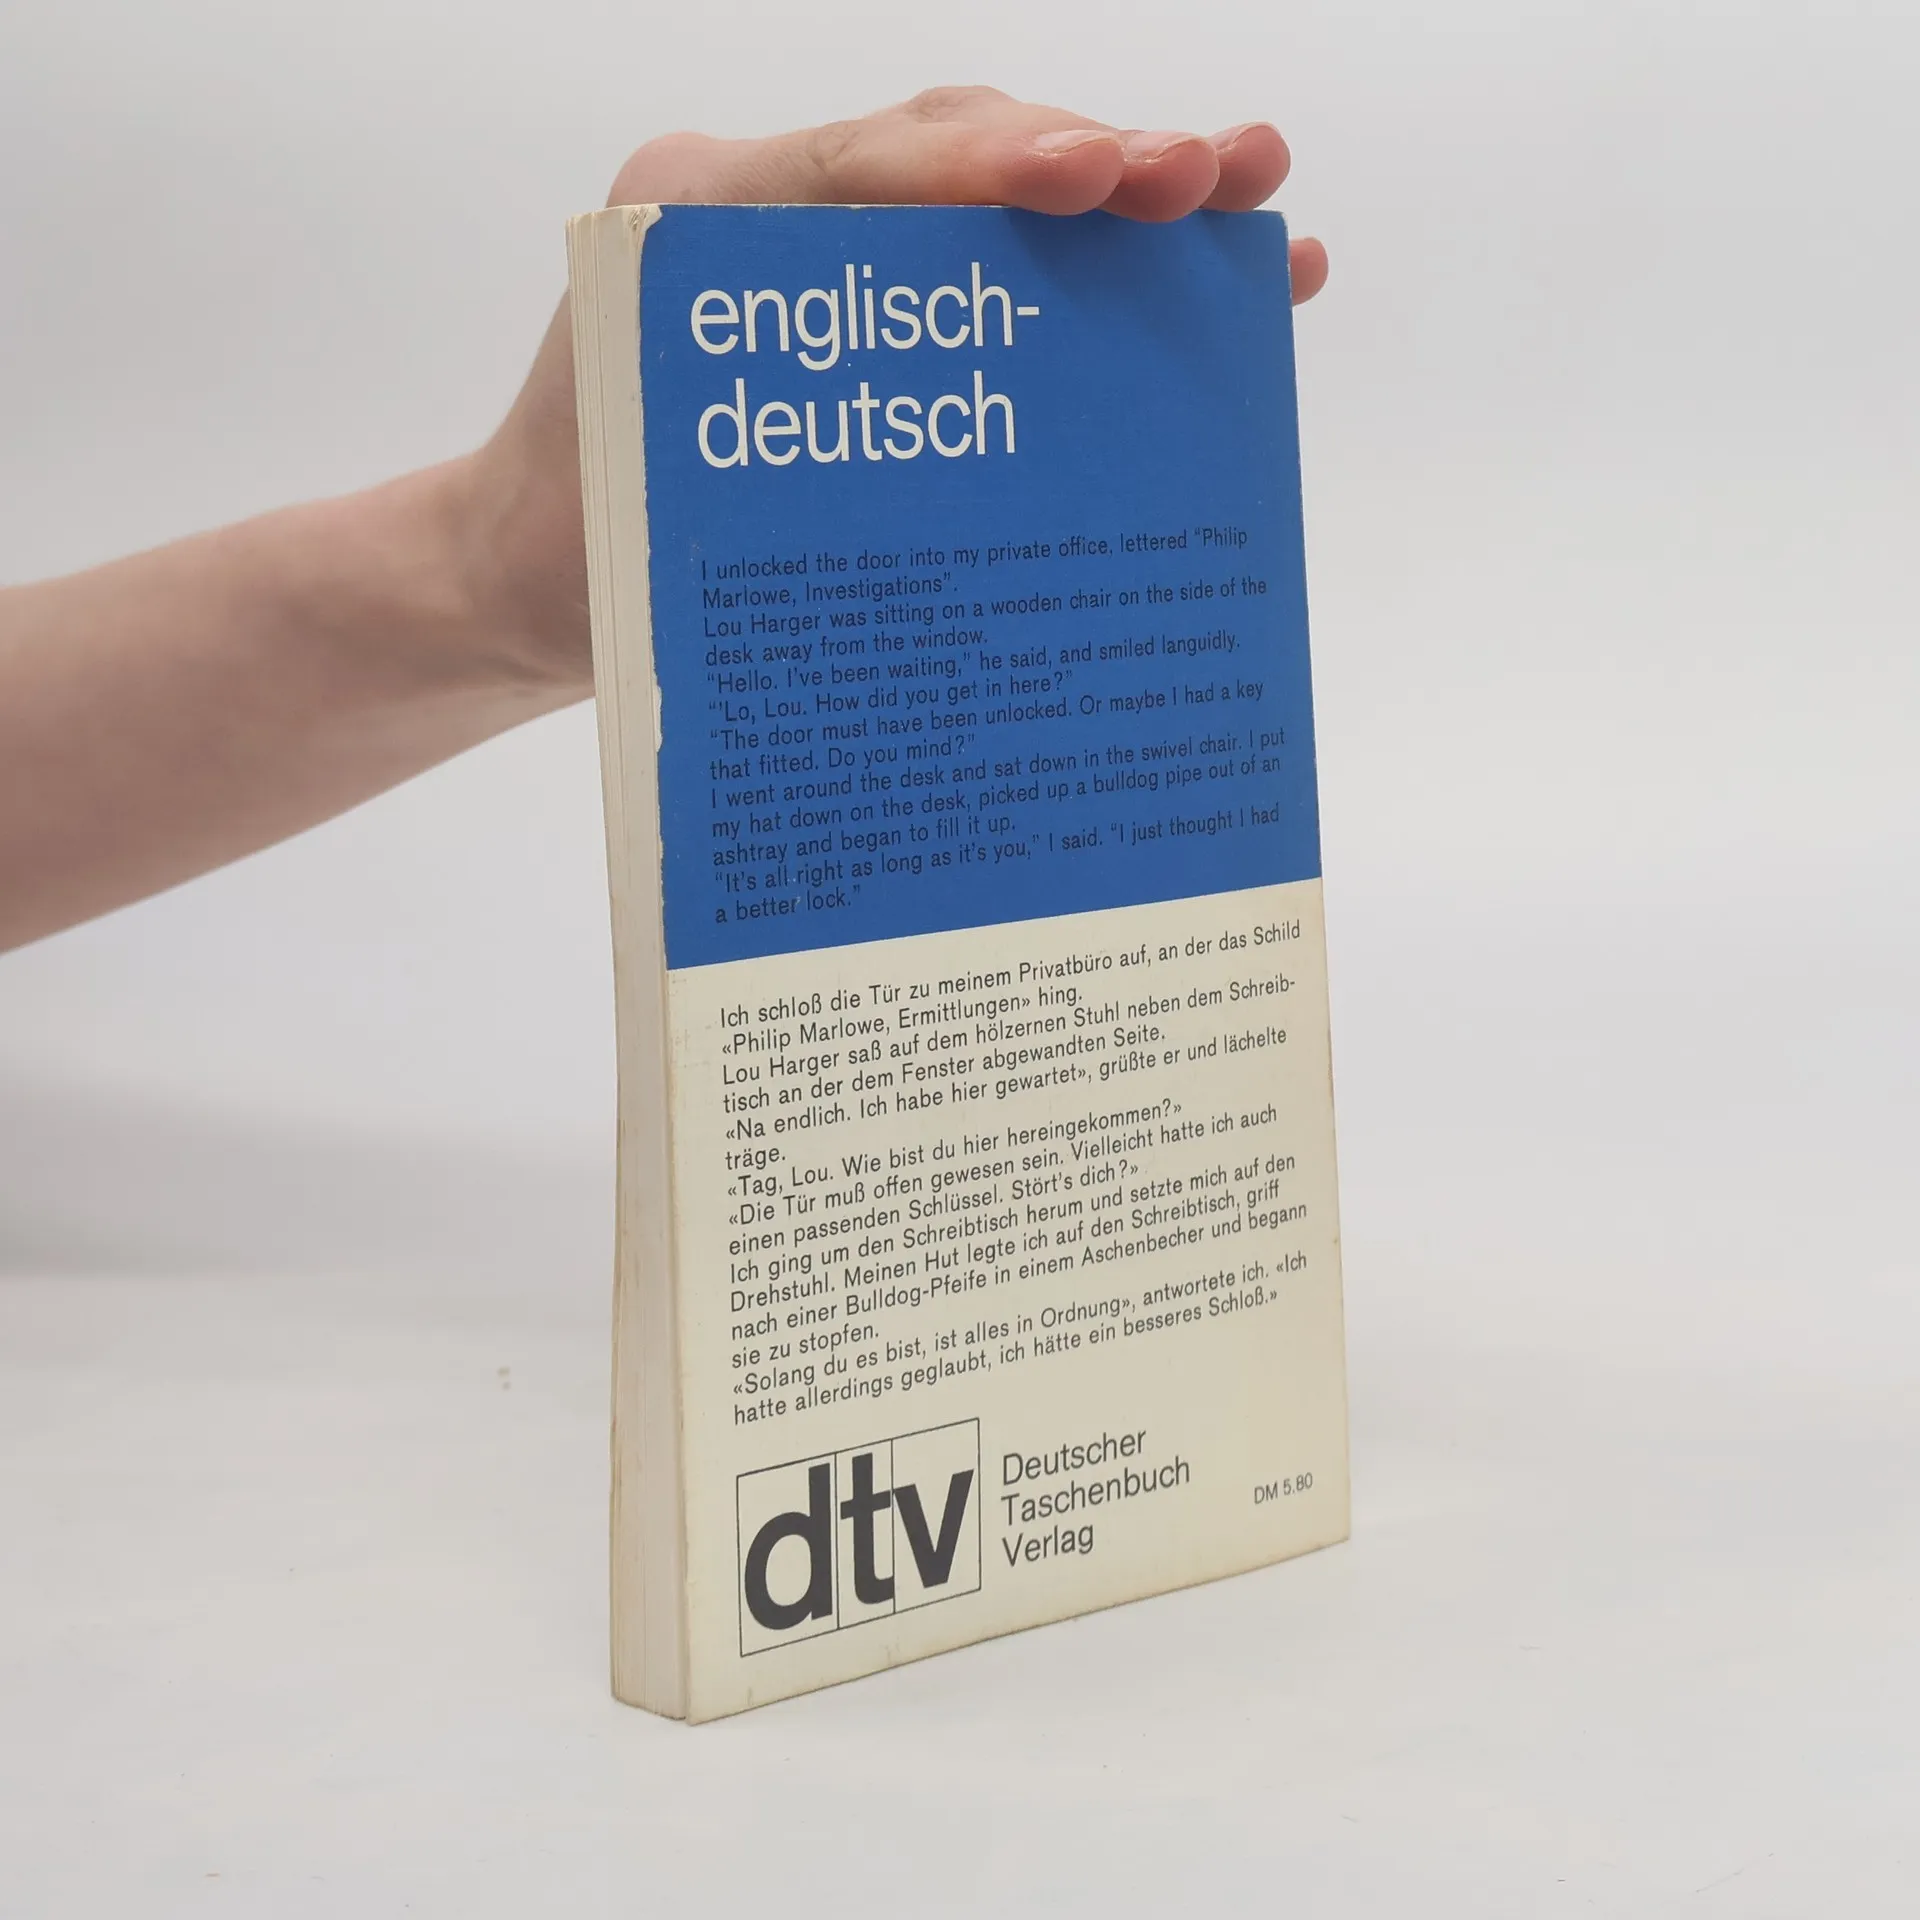 englisch-
deutsch
I unlocked the door into my private office, lettered “Philip
Marlowe, Investigations”.
Lou Harger was sitting on a wooden chair on the side of the
desk away from the window.
“Hello. I’ve been waiting,” he said, and smiled languidly.
“’Lo, Lou. How did you get in here?”
“The door must have been unlocked. Or maybe I had a key
that fitted. Do you mind?”
I went around the desk and sat down in the swivel chair. I put
my hat down on the desk, picked up a bulldog pipe out of an
ashtray and began to fill it up.
“It’s all right as long as it’s you,” I said. “I just thought I had
a better lock.”
Ich schloß die Tür zu meinem Privatbüro auf, an der das Schild
«Philip Marlowe, Ermittlungen» hing.
Lou Harger saß auf dem hölzernen Stuhl neben dem Schreib-
tisch an der dem Fenster abgewandten Seite.
«Na endlich. Ich habe hier gewartet», grüßte er und lächelte
träge.
«Tag, Lou. Wie bist du hier hereingekommen?»
«Die Tür muß offen gewesen sein. Vielleicht hatte ich auch
einen passenden Schlüssel. Stört’s dich?»
Ich ging um den Schreibtisch herum und setzte mich auf den
Drehstuhl. Meinen Hut legte ich auf den Schreibtisch, griff
nach einer Bulldog-Pfeife in einem Aschenbecher und begann
sie zu stopfen.
«Solang du es bist, ist alles in Ordnung», antwortete ich. «Ich
hatte allerdings geglaubt, ich hätte ein besseres Schloß.»
dtv
Deutscher
Taschenbuch
Verlag
DM 5.80